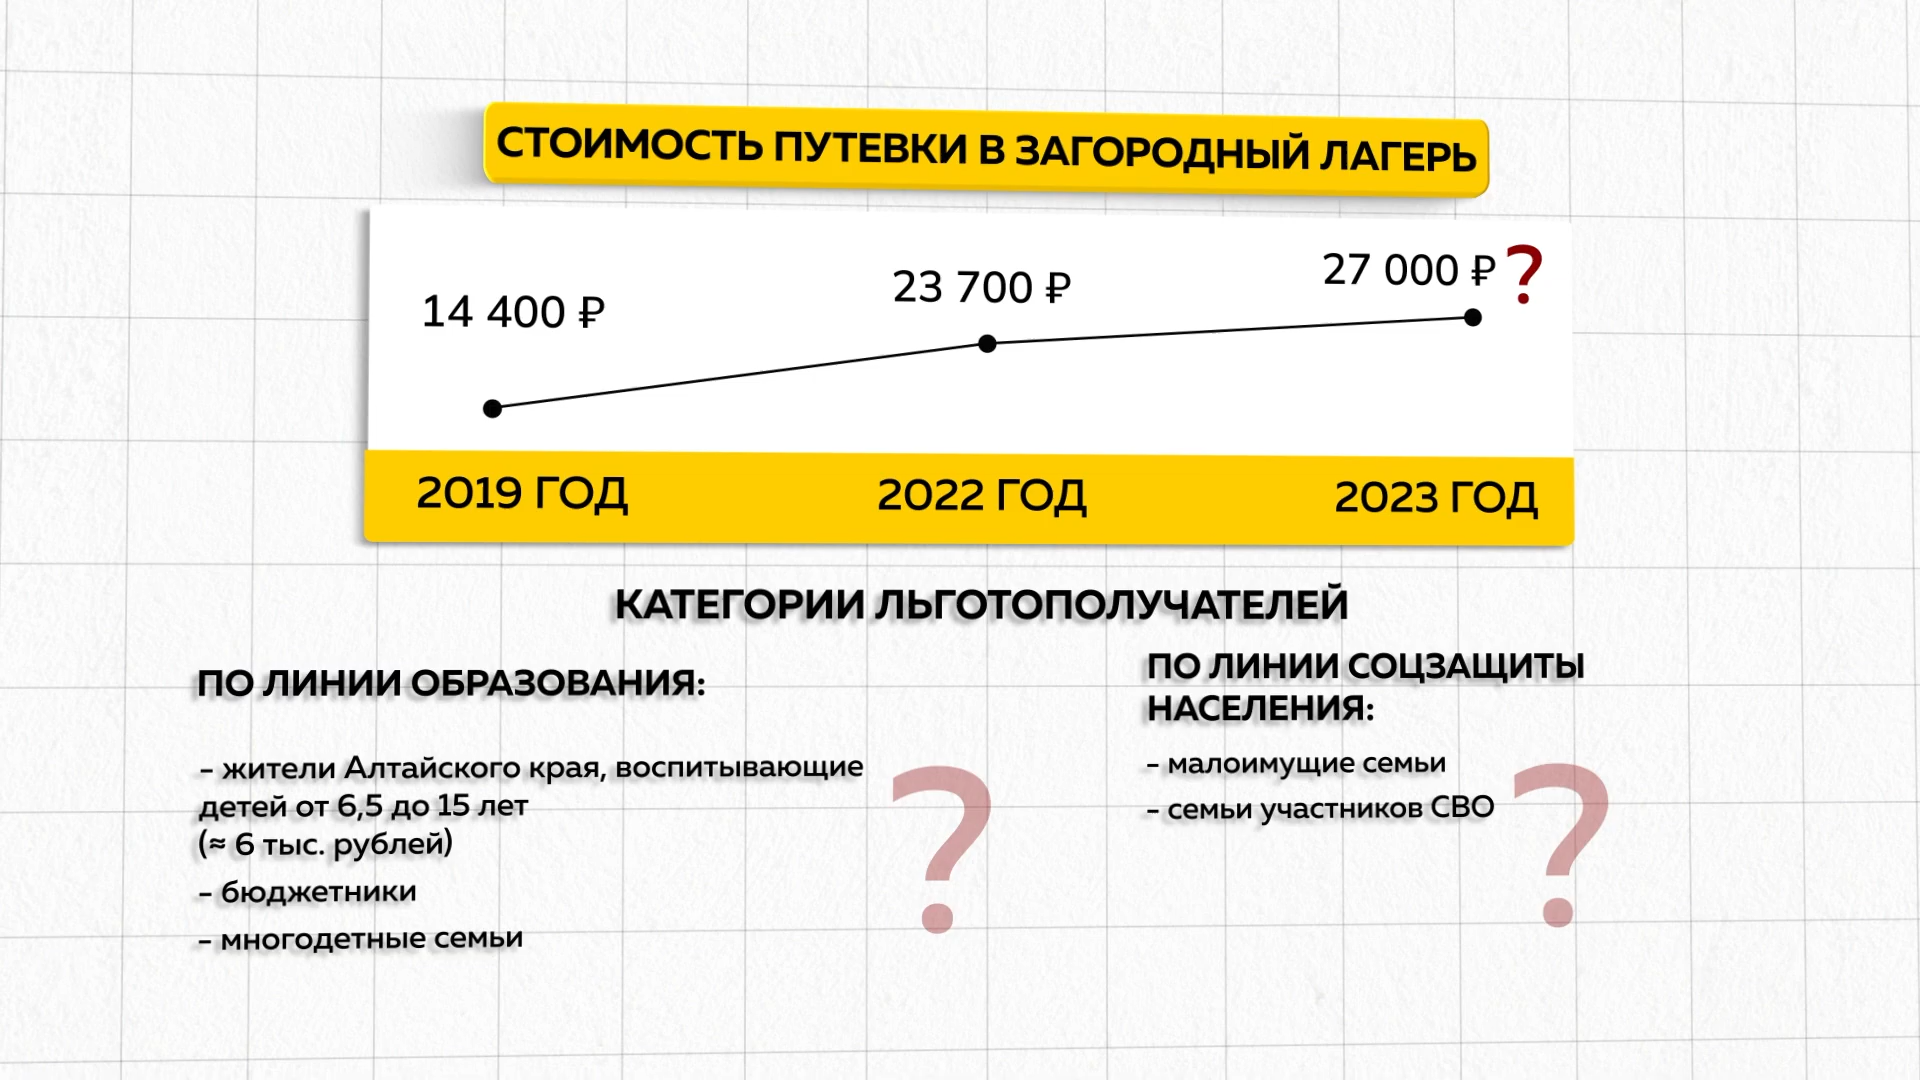 СТОИМОСТЬ ПУТЕВКИ В ЗАГОРОДНЫЙ ЛАГЕРЬ
14 400 ₽
23 700 ₽
27 000 ₽ ?
2019 ГОД
2022 ГОД
2023 ГОД
КАТЕГОРИИ ЛЬГОТОПОЛУЧАТЕЛЕЙ
ПО ЛИНИИ ОБРАЗОВАНИЯ:
- жители Алтайского края, воспитывающие
детей от 6,5 до 15 лет
(≈ 6 тыс. рублей)
- бюджетники
- многодетные семьи
?
ПО ЛИНИИ СОЦЗАЩИТЫ
НАСЕЛЕНИЯ:
- малоимущие семьи
- семьи участников СВО
?